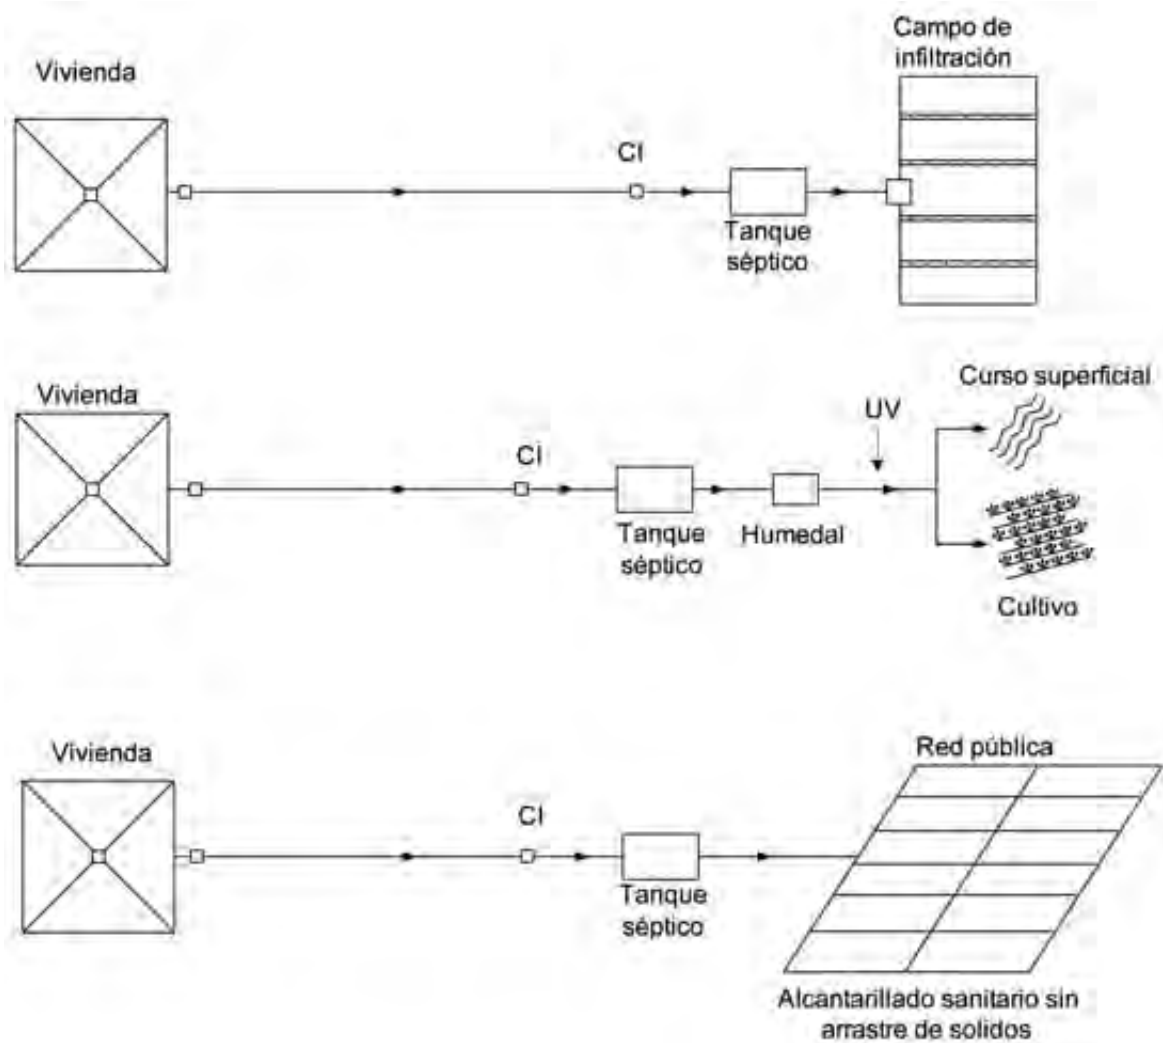 Campo de
infiltración
Vivienda
CI
Tanque
séptico
Curso superficial
Vivienda
UV
CI
Tanque
séptico
Humedal
Cultivo
Red pública
Vivienda
CI
Tanque
séptico
Alcantarillado sanitario sin
arrastre de solidos